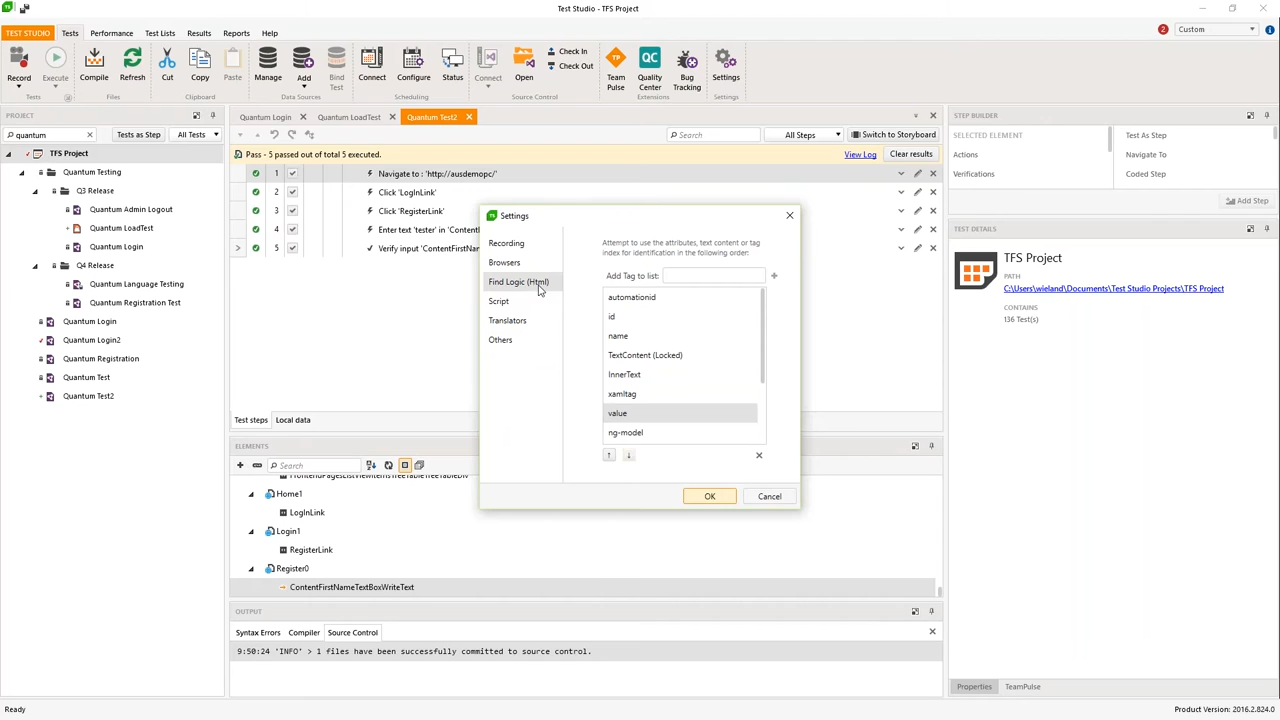 Test Studio - TFS Project
TEST STUDIO Tests Performance Test Lists Results Reports Help
2 Custom
Record Execute Compile Refresh Cut Copy Paste Manage Add Bind Test Connect Configure Status Connect Open Check In Check Out Team Pulse Quality Center Bug Tracking Settings
Tests Files Clipboard Data Sources Scheduling Source Control Extensions Settings
PROJECT
quantum Tests as Step All Tests
TFS Project
Quantum Testing
Q3 Release
Quantum Admin Logout
Quantum LoadTest
Quantum Login
Q4 Release
Quantum Language Testing
Quantum Registration Test
Quantum Login
Quantum Login2
Quantum Registration
Quantum Test
Quantum Test2
Quantum Login Quantum LoadTest Quantum Test2
Search All Steps Switch to Storyboard
Pass - 5 passed out of total 5 executed. View Log Clear results
1 Navigate to : 'http://ausdemopc/'
2 Click 'LogInLink'
3 Click 'RegisterLink'
4 Enter text 'tester' in 'Content
5 Verify input 'ContentFirstNam
Test steps Local data
Settings
Recording
Browsers
Find Logic (Html)
Script
Translators
Others
Attempt to use the attributes, text content or tag
index for identification in the following order:
Add Tag to list:
automationid
id
name
TextContent (Locked)
InnerText
xamltag
value
ng-model
OK Cancel
ELEMENTS
Search
Home1
LogInLink
Login1
RegisterLink
Register0
ContentFirstNameTextBoxWriteText
OUTPUT
Syntax Errors Compiler Source Control
9:50:24 'INFO' > 1 files have been successfully committed to source control.
STEP BUILDER
SELECTED ELEMENT
Actions
Verifications
Test As Step
Navigate To
Coded Step
Add Step
TEST DETAILS
TFS Project
PATH
C:\Users\wieland\Documents\Test Studio Projects\TFS Project
CONTAINS
136 Test(s)
Properties TeamPulse
Ready
Product Version: 2016.2.824.0